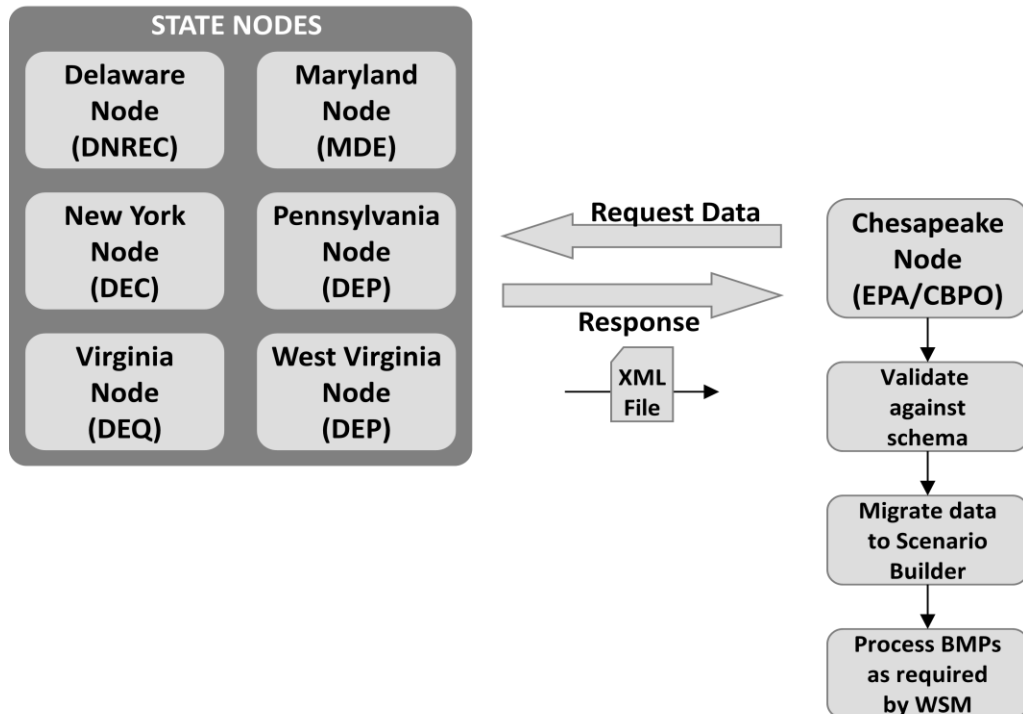 STATE NODES
Delaware
Node
(DNREC)
Maryland
Node
(MDE)
New York
Node
(DEC)
Pennsylvania
Node
(DEP)
Virginia
Node
(DEQ)
West Virginia
Node
(DEP)
Request Data
Response
XML
File
Chesapeake
Node
(EPA/CBPO)
Validate
against
schema
Migrate data
to Scenario
Builder
Process BMPs
as required
by WSM